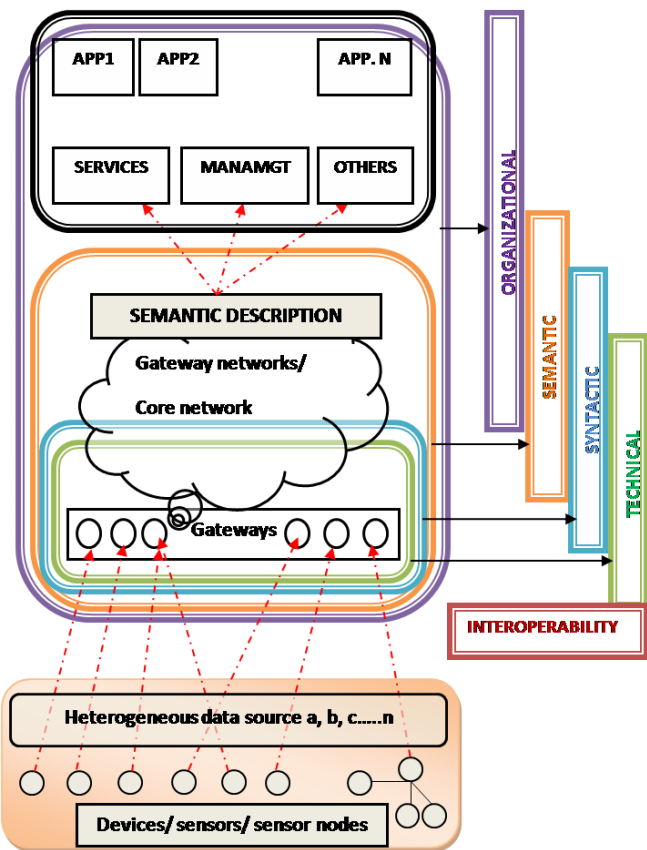 APP1
APP2
APP. N
SERVICES
MANAMGT
OTHERS
SEMANTIC DESCRIPTION
Gateway networks/
Core network
Gateways
ORGANIZATIONAL
SEMANTIC
SYNTACTIC
TECHNICAL
INTEROPERABILITY
Heterogeneous data source a, b, c.....n
Devices/ sensors/ sensor nodes